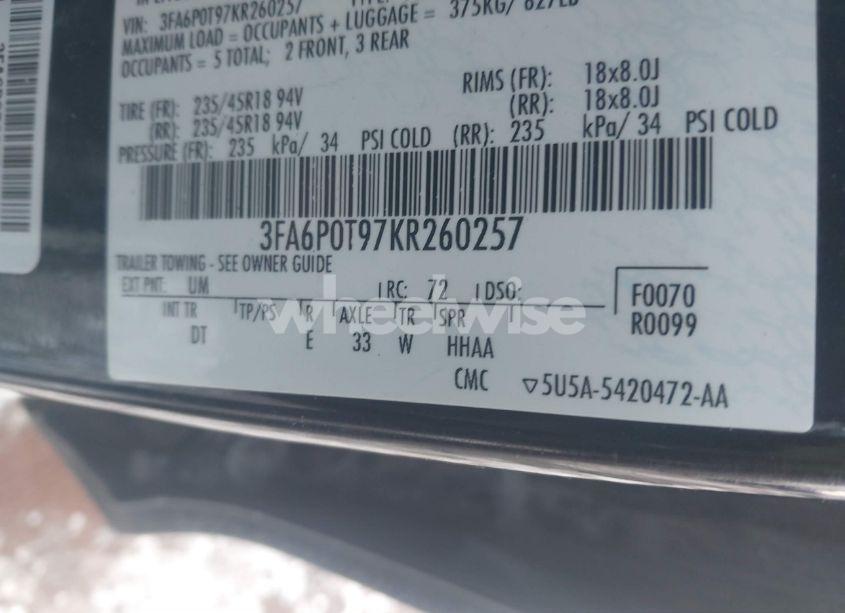 VIN: 3FA6P0T97KR260257
MAXIMUM LOAD = OCCUPANTS + LUGGAGE = 375KG/ 827LB
OCCUPANTS = 5 TOTAL; 2 FRONT, 3 REAR
TIRE (FR): 235/45R18 94V RIMS (FR): 18x8.0J
(RR): 235/45R18 94V (RR): 18x8.0J
PRESSURE (FR): 235 kPa/ 34 PSI COLD (RR): 235 kPa/ 34 PSI COLD
3FA6P0T97KR260257
TRAILER TOWING - SEE OWNER GUIDE
EXT PNT: UM RC: 72 DSO: F0070
INT TR TP/PS R AXLE TR SPR R0099
DT E 33 W HHAA
CMC ▽5U5A-5420472-AA
wheelwise